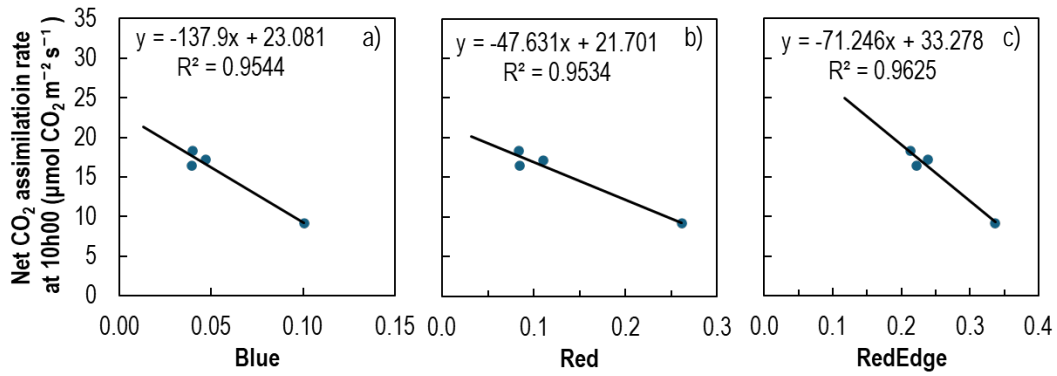 Net CO₂ assimilatioin rate
at 10h00 (µmol CO₂ m⁻² s⁻¹)
35
30
25
20
15
10
5
0
y = -137.9x + 23.081
R² = 0.9544
a)
0.00 0.05 0.10 0.15
Blue
y = -47.631x + 21.701
R² = 0.9534
b)
0.0 0.1 0.2 0.3
Red
y = -71.246x + 33.278
R² = 0.9625
c)
0.0 0.1 0.2 0.3 0.4
RedEdge